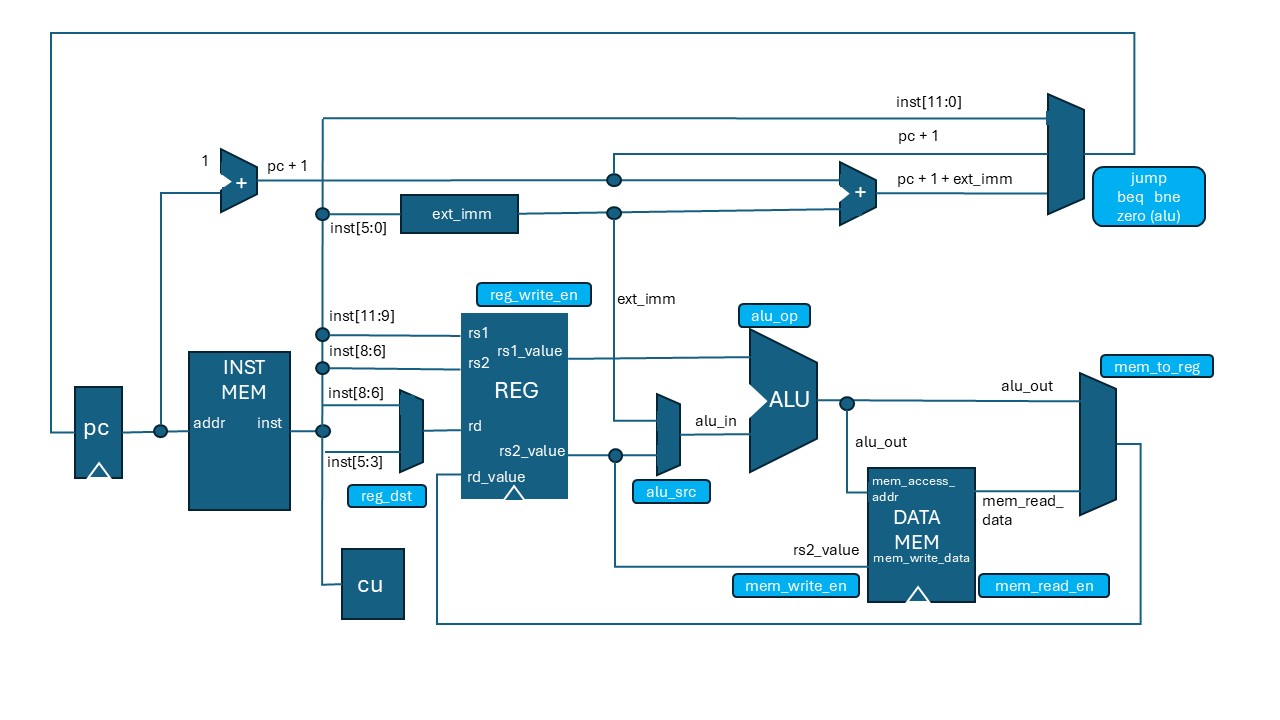 inst[11:0]
pc + 1
1
+
pc + 1
+
pc + 1 + ext_imm
jump
beq bne
zero (alu)
ext_imm
inst[5:0]
reg_write_en
ext_imm
alu_op
inst[11:9]
rs1
inst[8:6]
rs1_value
rs2
INST
MEM
REG
inst[8:6]
mem_to_reg
alu_out
ALU
pc
addr
inst
rd
alu_in
alu_out
rs2_value
inst[5:3]
rd_value
reg_dst
alu_src
mem_access_
addr
mem_read_
data
DATA
MEM
rs2_value
mem_write_data
cu
mem_write_en
mem_read_en